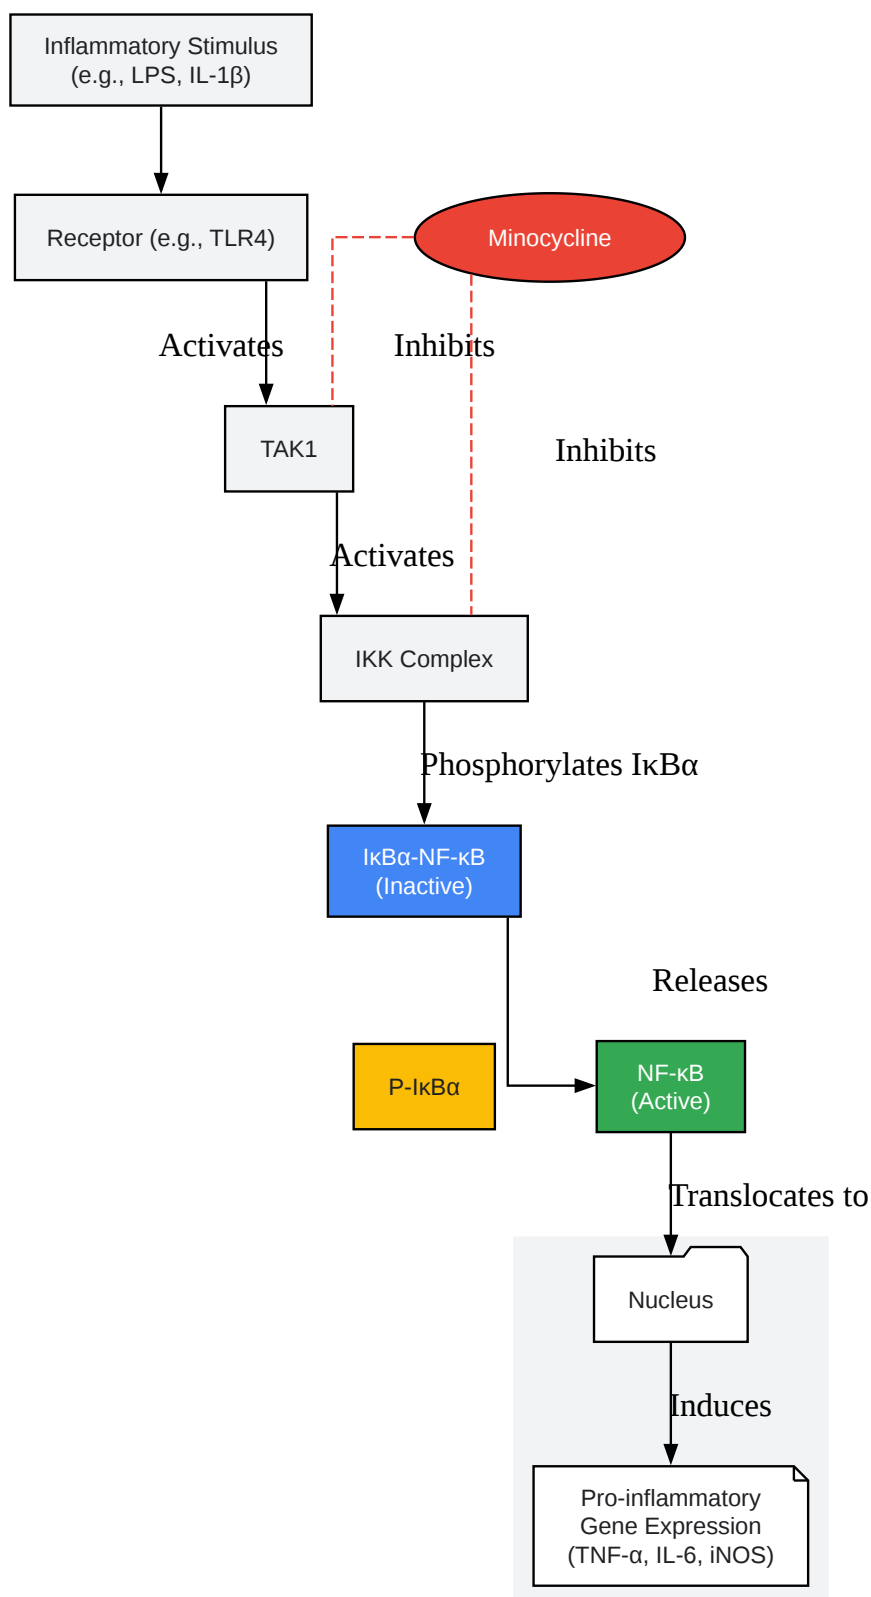 Inflammatory Stimulus
(e.g., LPS, IL-1β)
Receptor (e.g., TLR4)
Minocycline
Activates
Inhibits
TAK1
Inhibits
Activates
IKK Complex
Phosphorylates IκBα
IκBα-NF-κB
(Inactive)
Releases
P-IκBα
NF-κB
(Active)
Translocates to
Nucleus
Induces
Pro-inflammatory
Gene Expression
(TNF-α, IL-6, iNOS)